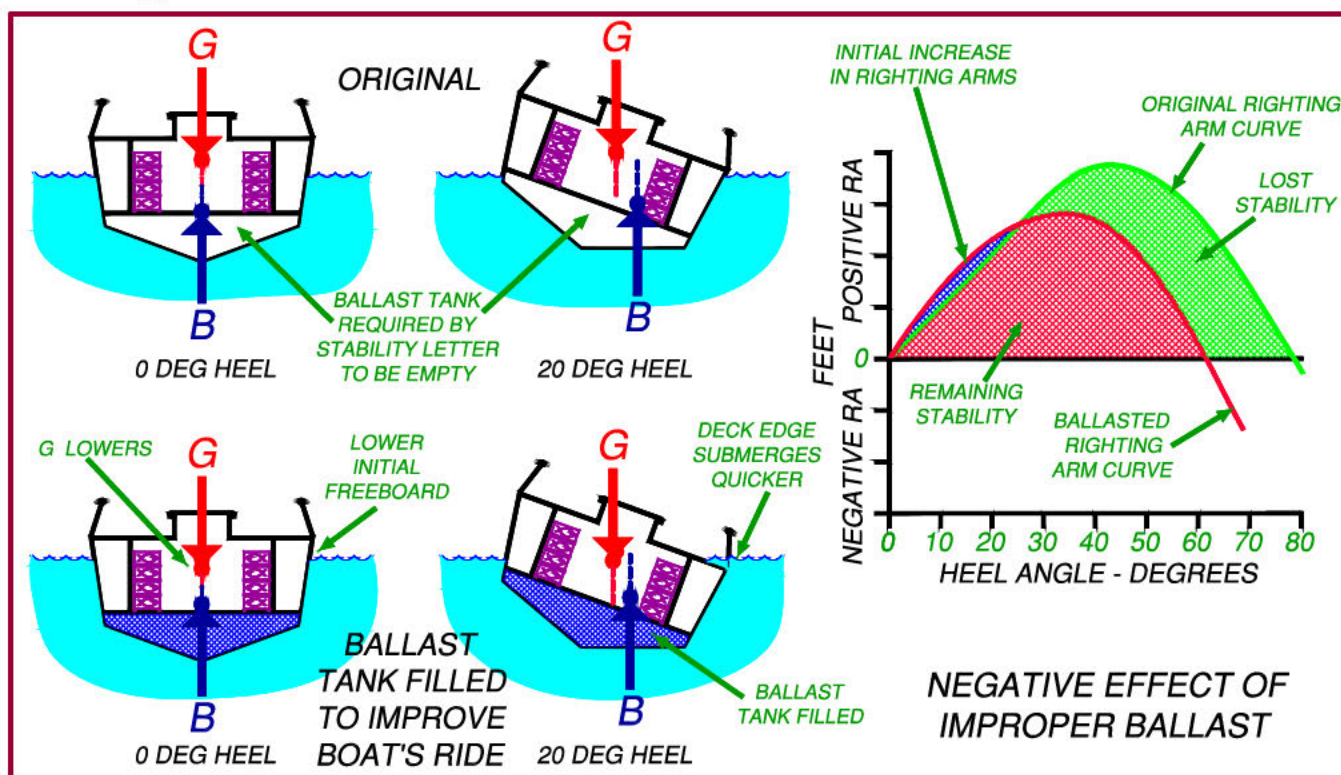 G
ORIGINAL
B
0 DEG HEEL
BALLAST TANK
REQUIRED BY
STABILITY LETTER
TO BE EMPTY
G
B
20 DEG HEEL
INITIAL INCREASE
IN RIGHTING ARMS
ORIGINAL RIGHTING
ARM CURVE
LOST
STABILITY
FEET
POSITIVE RA
NEGATIVE RA
0
REMAINING
STABILITY
BALLASTED
RIGHTING
ARM CURVE
0 10 20 30 40 50 60 70 80
HEEL ANGLE - DEGREES
G LOWERS
G
LOWER
INITIAL
FREEBOARD
B
0 DEG HEEL
BALLAST
TANK FILLED
TO IMPROVE
BOAT'S RIDE
G
DECK EDGE
SUBMERGES
QUICKER
B
BALLAST
TANK FILLED
20 DEG HEEL
NEGATIVE EFFECT OF
IMPROPER BALLAST